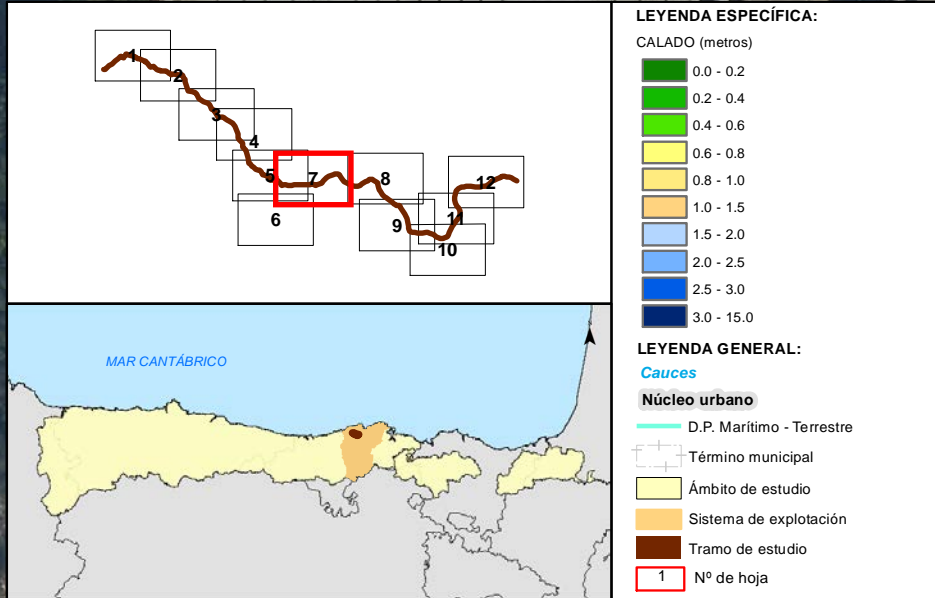 1
2
3
4
5
7
8
12
6
9
11
10
MAR CANTÁBRICO
LEYENDA ESPECÍFICA:
CALADO (metros)
0.0 - 0.2
0.2 - 0.4
0.4 - 0.6
0.6 - 0.8
0.8 - 1.0
1.0 - 1.5
1.5 - 2.0
2.0 - 2.5
2.5 - 3.0
3.0 - 15.0
LEYENDA GENERAL:
Cauces
Núcleo urbano
D.P. Marítimo - Terrestre
Término municipal
Ámbito de estudio
Sistema de explotación
Tramo de estudio
1 Nº de hoja